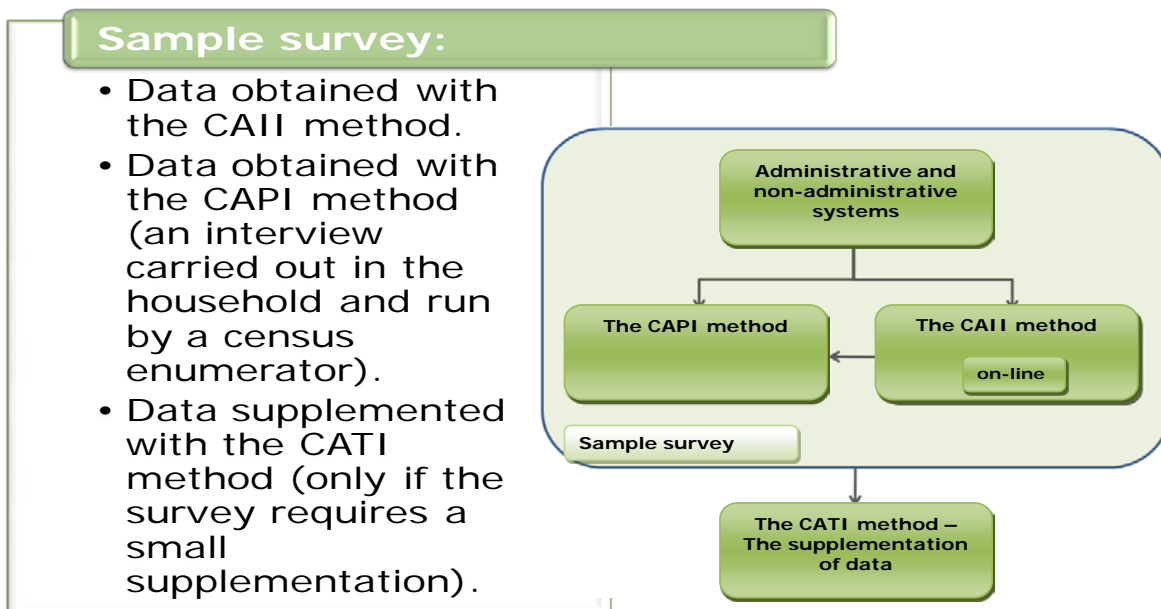 Sample survey:
• Data obtained with
the CAII method.
• Data obtained with
the CAPI method
(an interview
carried out in the
household and run
by a census
enumerator).
• Data supplemented
with the CATI
method (only if the
survey requires a
small
supplementation).
Administrative and
non-administrative
systems
The CAPI method
The CAII method
on-line
Sample survey
The CATI method –
The supplementation
of data